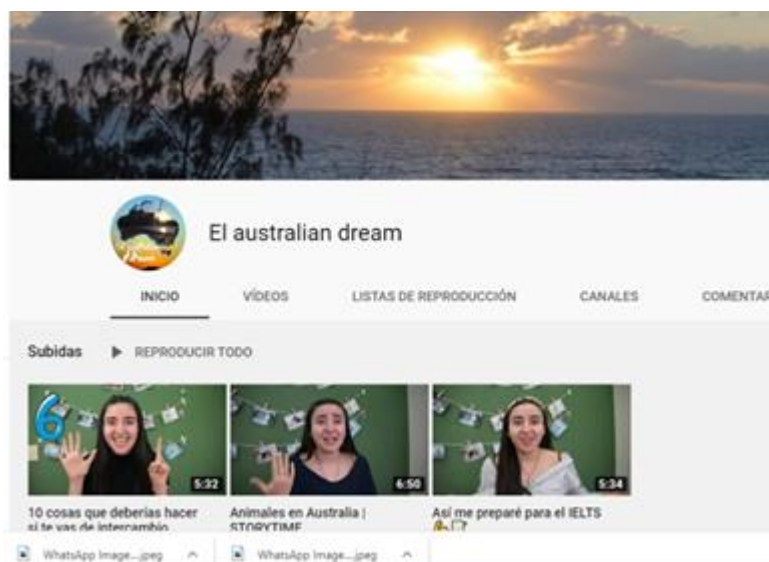 El australian dream
INICIO VÍDEOS LISTAS DE REPRODUCCIÓN CANALES COMENTAR
Subidas REPRODUCIR TODO
6
5:32 6:50 5:34
10 cosas que deberías hacer Animales en Australia | Así me preparé para el IELTS
si te vas de intercambio STORYTIME
WhatsApp Image....jpeg WhatsApp Image....jpeg